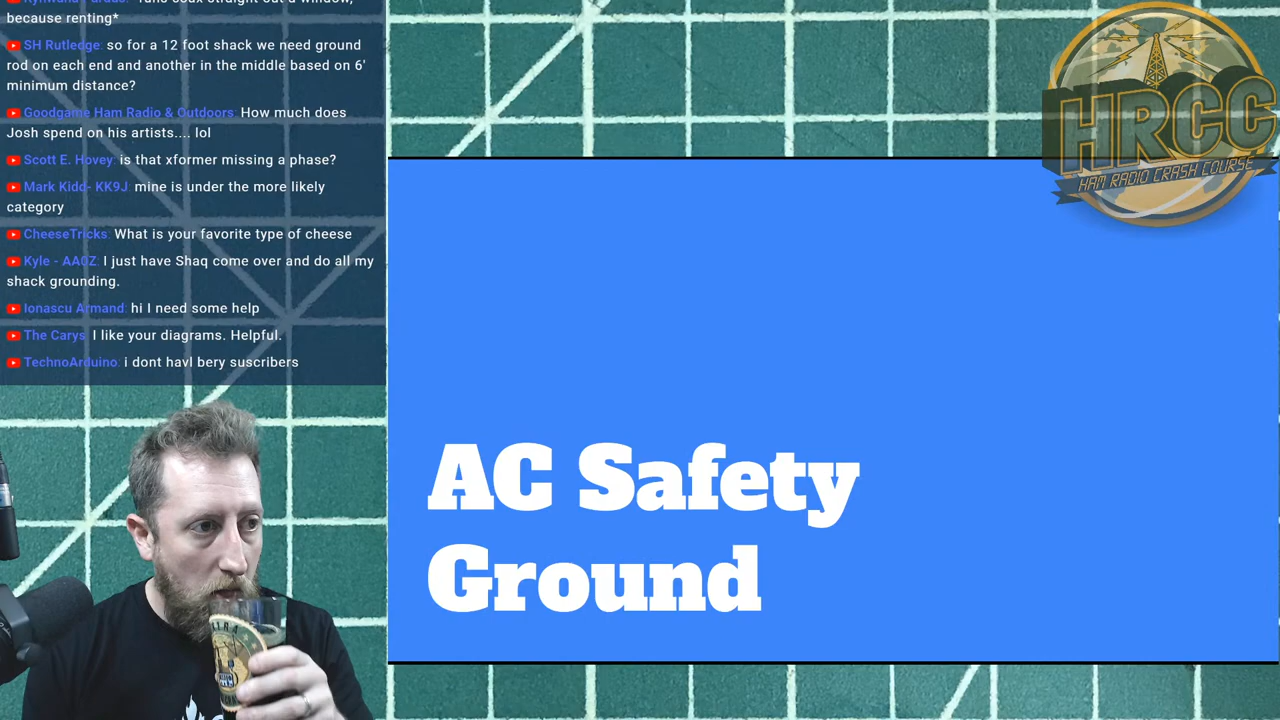 because renting*
SH Rutledge: so for a 12 foot shack we need ground
rod on each end and another in the middle based on 6'
minimum distance?
Goodgame Ham Radio & Outdoors: How much does
Josh spend on his artists.... lol
Scott E. Hovey: is that xformer missing a phase?
Mark Kidd- KK9J: mine is under the more likely
category
CheeseTricks: What is your favorite type of cheese
Kyle - AA0Z: I just have Shaq come over and do all my
shack grounding.
Ionascu Armand: hi I need some help
The Carys: I like your diagrams. Helpful.
TechnoArduino: i dont havl bery suscribers
HRCC
HAM RADIO CRASH COURSE
AC Safety
Ground